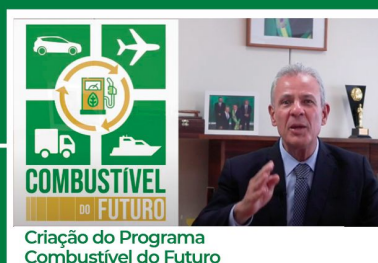 COMBUSTÍVEL
DO FUTURO
Criação do Programa
Combustível do Futuro